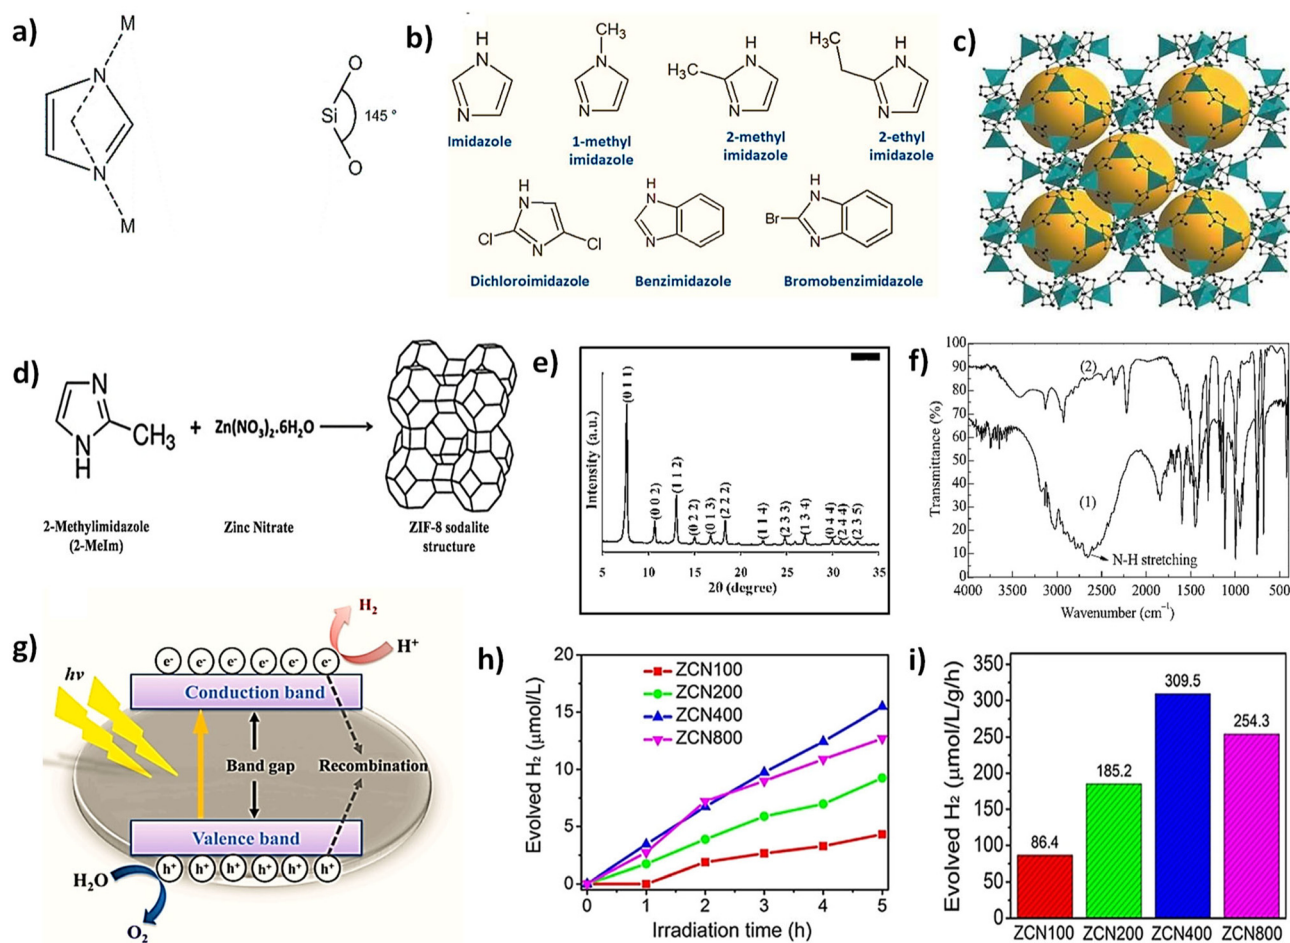 a)
M
N
N
M
O
Si
145 °
O
b)
H
N
N
Imidazole
CH₃
N
N
1-methyl
imidazole
H
N
H₃C
N
2-methyl
imidazole
H₃C
H
N
N
2-ethyl
imidazole
H
N
Cl
N
Cl
Dichloroimidazole
H
N
N
Benzimidazole
H
N
Br
N
Bromobenzimidazole
c)
d)
N
N
H
CH₃
+ Zn(NO₃)₂.6H₂O
2-Methylimidazole
(2-MeIm)
Zinc Nitrate
ZIF-8 sodalite
structure
e)
Intensity (a.u.)
(0 1 1)
(0 0 2)
(1 1 2)
(0 2 2)
(0 1 3)
(2 2 2)
(1 1 4)
(2 3 3)
(1 3 4)
(0 4 4)
(2 4 4)
(2 3 5)
5 10 15 20 25 30 35
2θ (degree)
f)
Transmittance (%)
100
90
80
70
60
50
40
30
20
10
0
(2)
(1)
N-H stretching
4000 3500 3000 2500 2000 1500 1000 500
Wavenumber (cm⁻¹)
g)
hν
H₂
H⁺
e⁻ e⁻ e⁻ e⁻ e⁻ e⁻
Conduction band
Band gap
Recombination
Valence band
h⁺ h⁺ h⁺ h⁺ h⁺ h⁺
H₂O
O₂
h)
Evolved H₂ (μmol/L)
20
15
10
5
0
ZCN100
ZCN200
ZCN400
ZCN800
0 1 2 3 4 5
Irradiation time (h)
i)
Evolved H₂ (μmol/L/g/h)
350
300
250
200
150
100
50
0
86.4
185.2
309.5
254.3
ZCN100 ZCN200 ZCN400 ZCN800